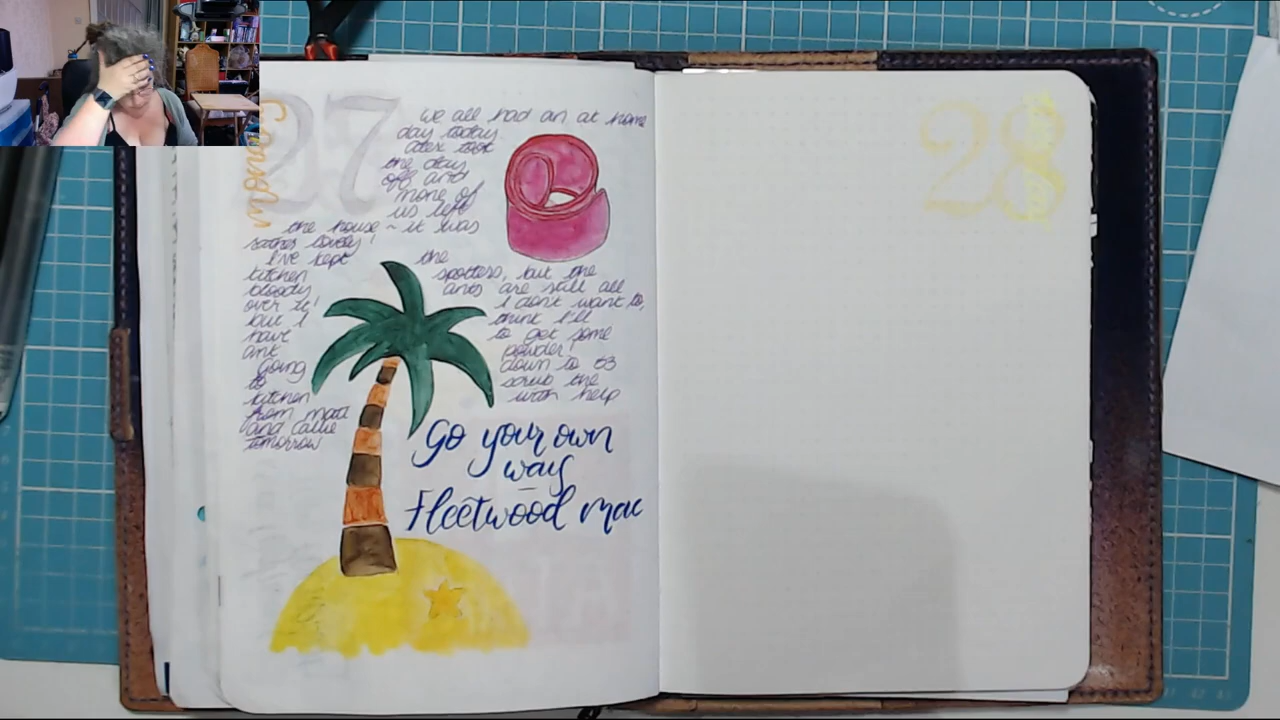 27
we all had an at home
day today
alex took
the day
off and
none of
us left
the house ~ it was
rather lovely!
I've kept the
kitchen spotless, but the
bloody ants are still all
over it! I don't want to,
but I think I'll
have to get some
ant powder!
Going down to 63
to scrub the
kitchen with help
from matt
and callie
tomorrow
Go your own
way
-
Fleetwood mac
28